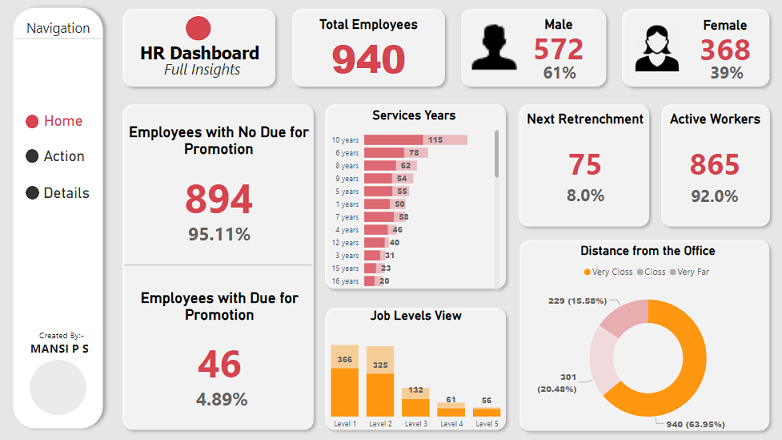 Navigation
Home
Action
Details
Created By:-
MANSI P S
HR Dashboard
Full Insights
Total Employees
940
Male
572
61%
Female
368
39%
Employees with No Due for
Promotion
894
95.11%
Employees with Due for
Promotion
46
4.89%
Services Years
10 years 115
6 years 78
8 years 62
9 years 54
5 years 55
1 years 50
7 years 58
4 years 46
12 years 40
3 years 31
15 years 23
16 years 20
Job Levels View
366 325 132 61 56
Level 1 Level 2 Level 3 Level 4 Level 5
Next Retrenchment
75
8.0%
Active Workers
865
92.0%
Distance from the Office
Very Closs Closs Very Far
229 (15.58%)
301
(20.48%)
940 (63.95%)